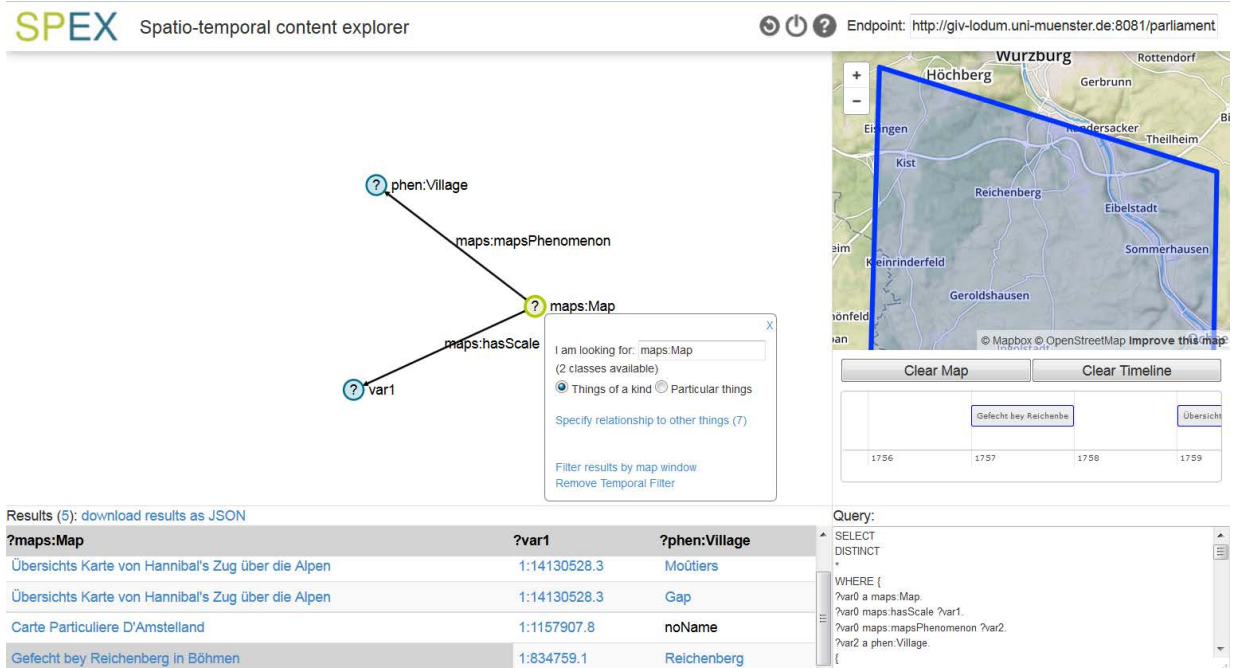 SPEX Spatio-temporal content explorer
? Endpoint: http://giv-lodum.uni-muenster.de:8081/parliament
? phen:Village
maps:mapsPhenomenon
? maps:Map
maps:hasScale
? var1
X
I am looking for: maps:Map
(2 classes available)
Things of a kind Particular things
Specify relationship to other things (7)
Filter results by map window
Remove Temporal Filter
+
-
Würzburg
Rottendorf
Höchberg
Gerbrunn
Eisingen
Randersacker
Theilheim
Kist
Reichenberg
Eibelstadt
Sommerhausen
Kleinrinderfeld
Geroldshausen
© Mapbox © OpenStreetMap Improve this map
Clear Map Clear Timeline
Gefecht bey Reichenbe
Übersicht
1756 1757 1758 1759
Results (5): download results as JSON
?maps:Map ?var1 ?phen:Village
Übersichts Karte von Hannibal's Zug über die Alpen 1:14130528.3 Moûtiers
Übersichts Karte von Hannibal's Zug über die Alpen 1:14130528.3 Gap
Carte Particuliere D'Amstelland 1:1157907.8 noName
Gefecht bey Reichenberg in Böhmen 1:834759.1 Reichenberg
Query:
SELECT
DISTINCT
*
WHERE {
?var0 a maps:Map.
?var0 maps:hasScale ?var1.
?var0 maps:mapsPhenomenon ?var2.
?var2 a phen:Village.
{